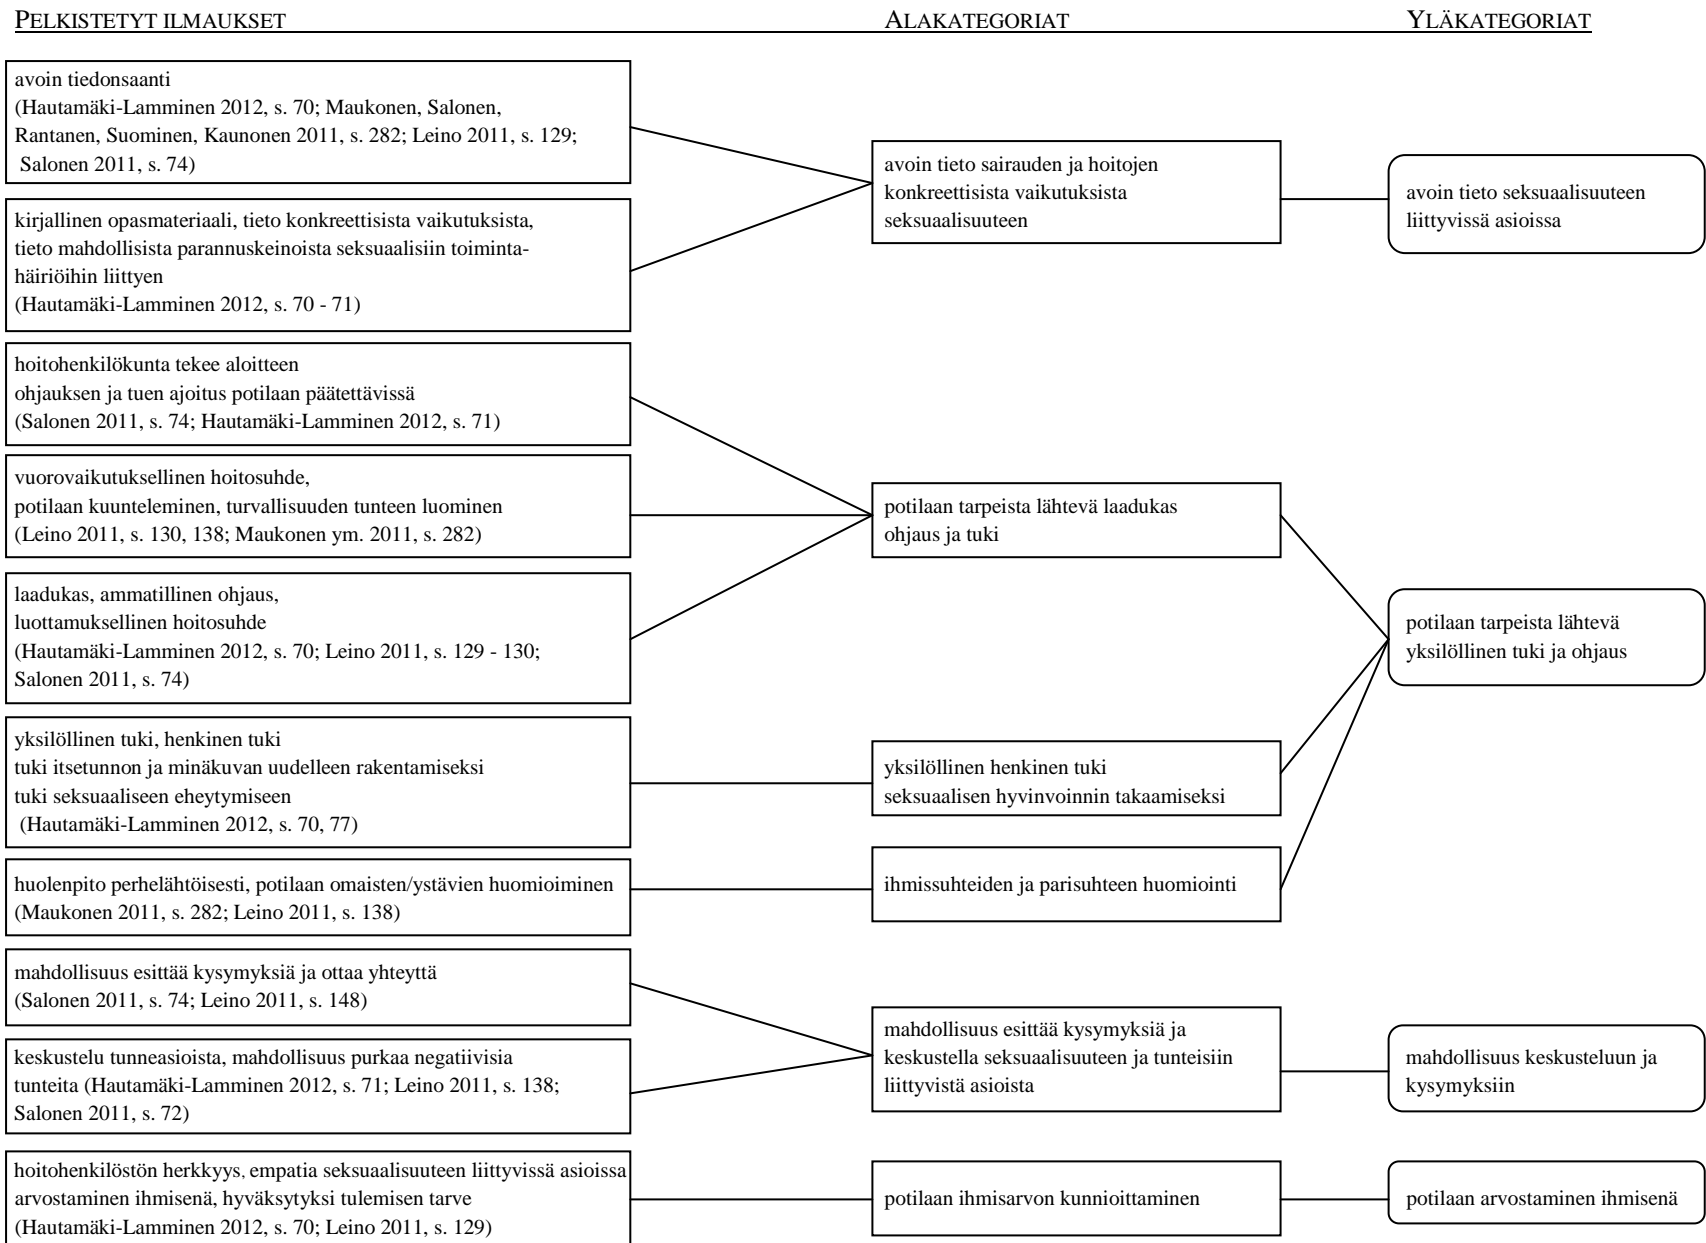 PELKISTETYT ILMAUKSET
ALAKATEGORIAT
YLÄKATEGORIAT
avoin tiedonsaanti
(Hautamäki-Lamminen 2012, s. 70; Maukonen, Salonen,
Rantanen, Suominen, Kaunonen 2011, s. 282; Leino 2011, s. 129;
Salonen 2011, s. 74)
kirjallinen opasmateriaali, tieto konkreettisista vaikutuksista,
tieto mahdollisista parannuskeinoista seksuaalisiin toiminta-
häiriöihin liittyen
(Hautamäki-Lamminen 2012, s. 70 - 71)
avoin tieto sairauden ja hoitojen
konkreettisista vaikutuksista
seksuaalisuuteen
avoin tieto seksuaalisuuteen
liittyvissä asioissa
hoitohenkilökunta tekee aloitteen
ohjauksen ja tuen ajoitus potilaan päätettävissä
(Salonen 2011, s. 74; Hautamäki-Lamminen 2012, s. 71)
vuorovaikutuksellinen hoitosuhde,
potilaan kuunteleminen, turvallisuuden tunteen luominen
(Leino 2011, s. 130, 138; Maukonen ym. 2011, s. 282)
laadukas, ammatillinen ohjaus,
luottamuksellinen hoitosuhde
(Hautamäki-Lamminen 2012, s. 70; Leino 2011, s. 129 - 130;
Salonen 2011, s. 74)
potilaan tarpeista lähtevä laadukas
ohjaus ja tuki
yksilöllinen tuki, henkinen tuki
tuki itsetunnon ja minäkuvan uudelleen rakentamiseksi
tuki seksuaaliseen eheytymiseen
(Hautamäki-Lamminen 2012, s. 70, 77)
yksilöllinen henkinen tuki
seksuaalisen hyvinvoinnin takaamiseksi
huolenpito perhelähtöisesti, potilaan omaisten/ystävien huomioiminen
(Maukonen 2011, s. 282; Leino 2011, s. 138)
ihmissuhteiden ja parisuhteen huomiointi
potilaan tarpeista lähtevä
yksilöllinen tuki ja ohjaus
mahdollisuus esittää kysymyksiä ja ottaa yhteyttä
(Salonen 2011, s. 74; Leino 2011, s. 148)
keskustelu tunneasioista, mahdollisuus purkaa negatiivisia
tunteita (Hautamäki-Lamminen 2012, s. 71; Leino 2011, s. 138;
Salonen 2011, s. 72)
mahdollisuus esittää kysymyksiä ja
keskustella seksuaalisuuteen ja tunteisiin
liittyvistä asioista
mahdollisuus keskusteluun ja
kysymyksiin
hoitohenkilöstön herkkyys, empatia seksuaalisuuteen liittyvissä asioissa
arvostaminen ihmisenä, hyväksytyksi tulemisen tarve
(Hautamäki-Lamminen 2012, s. 70; Leino 2011, s. 129)
potilaan ihmisarvon kunnioittaminen
potilaan arvostaminen ihmisenä